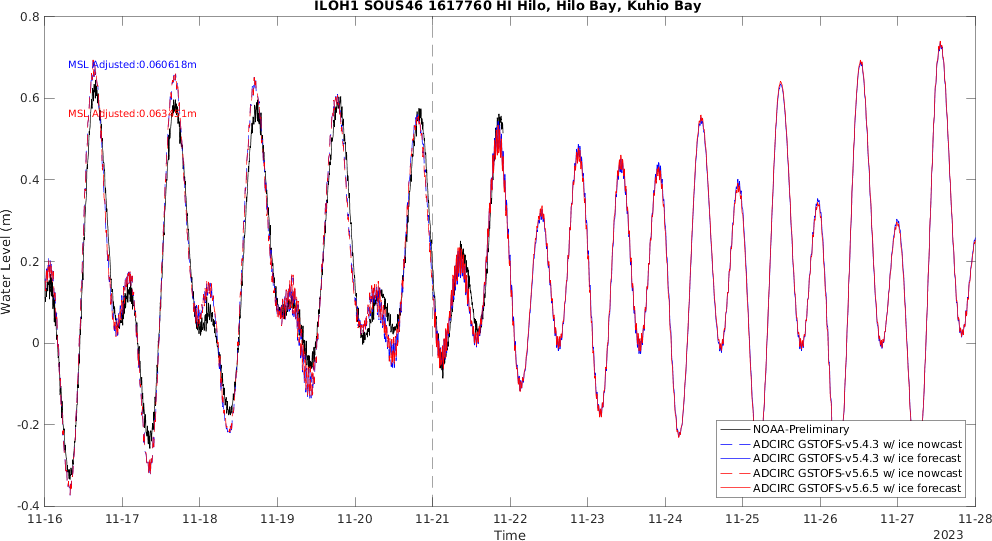 ILOH1 SOUS46 1617760 HI Hilo, Hilo Bay, Kuhio Bay
0.8
MSL Adjusted:0.060618m
0.6
MSL Adjusted:0.063491m
0.4
0.2
0
-0.2
-0.4
Water Level (m)
NOAA-Preliminary
ADCIRC GSTOFS-v5.4.3 w/ ice nowcast
ADCIRC GSTOFS-v5.4.3 w/ ice forecast
ADCIRC GSTOFS-v5.6.5 w/ ice nowcast
ADCIRC GSTOFS-v5.6.5 w/ ice forecast
11-16 11-17 11-18 11-19 11-20 11-21 11-22 11-23 11-24 11-25 11-26 11-27 11-28
Time
2023